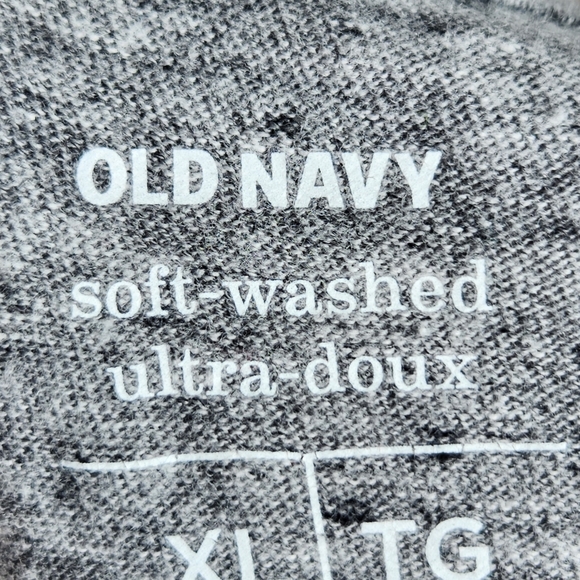 OLD NAVY
soft-washed
ultra-doux
XL TG